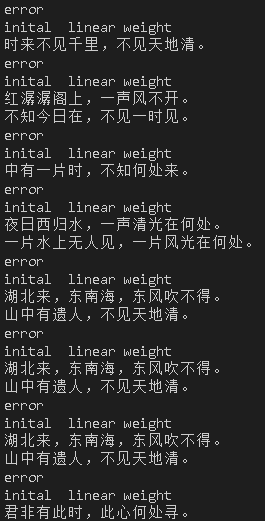 error
inital  linear weight
时来不见千里，不见天地清。
error
inital  linear weight
红潺潺阁上，一声风不开。
不知今日在，不见一时见。
error
inital  linear weight
中有一片时，不知何处来。
error
inital  linear weight
夜日西归水，一声清光在何处。
一片水上无人见，一片风光在何处。
error
inital  linear weight
湖北来，东南海，东风吹不得。
山中有遗人，不见天地清。
error
inital  linear weight
湖北来，东南海，东风吹不得。
山中有遗人，不见天地清。
error
inital  linear weight
湖北来，东南海，东风吹不得。
山中有遗人，不见天地清。
error
inital  linear weight
君非有此时，此心何处寻。